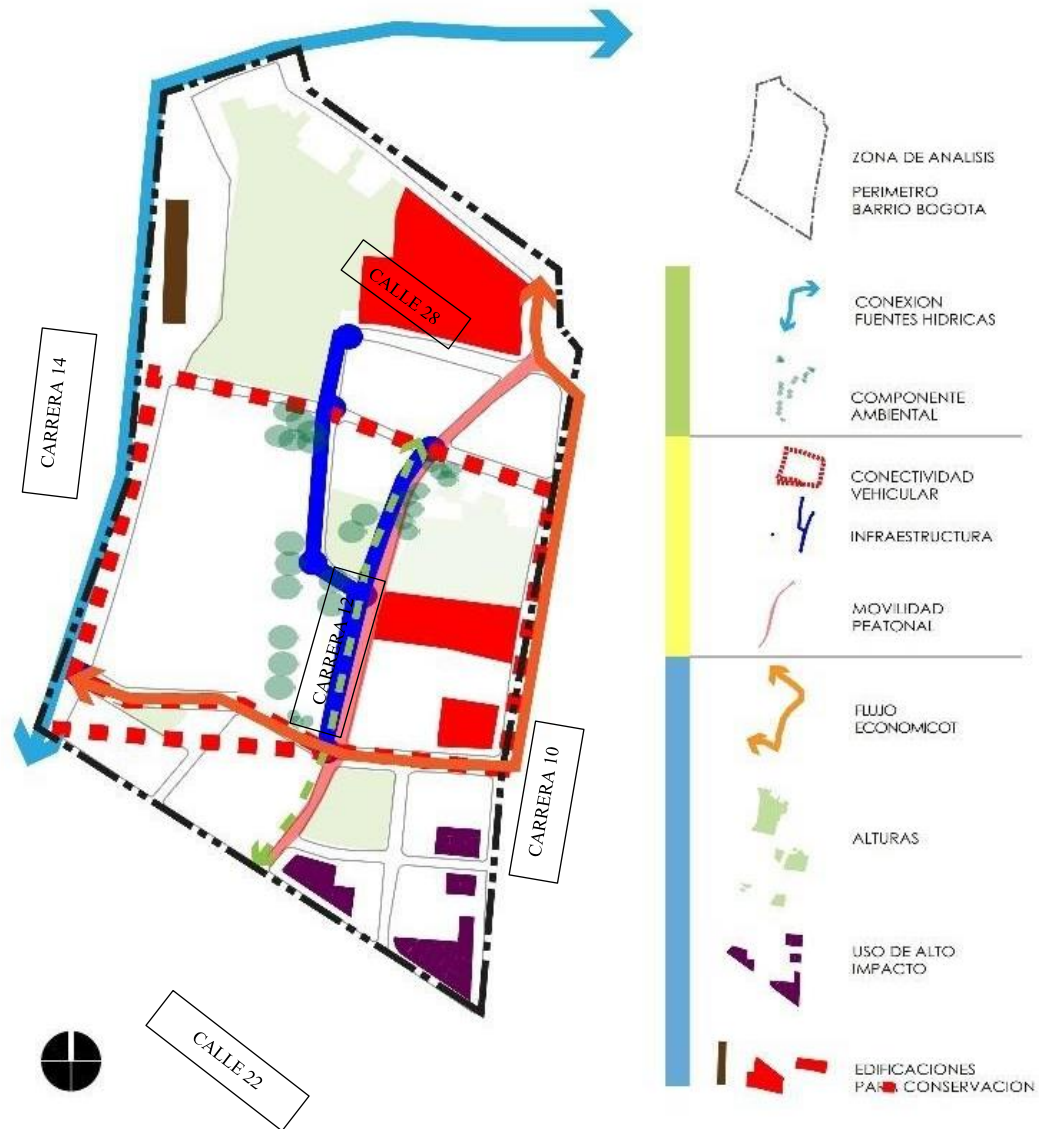 CALLE 28
CARRERA 14
CARRERA 12
CARRERA 10
CALLE 22
ZONA DE ANALISIS
PERIMETRO
BARRIO BOGOTA
CONEXION
FUENTES HIDRICAS
COMPONENTE
AMBIENTAL
CONECTIVIDAD
VEHICULAR
INFRAESTRUCTURA
MOVILIDAD
PEATONAL
FLUJO
ECONOMICOT
ALTURAS
USO DE ALTO
IMPACTO
EDIFICACIONES
PARA CONSERVACION